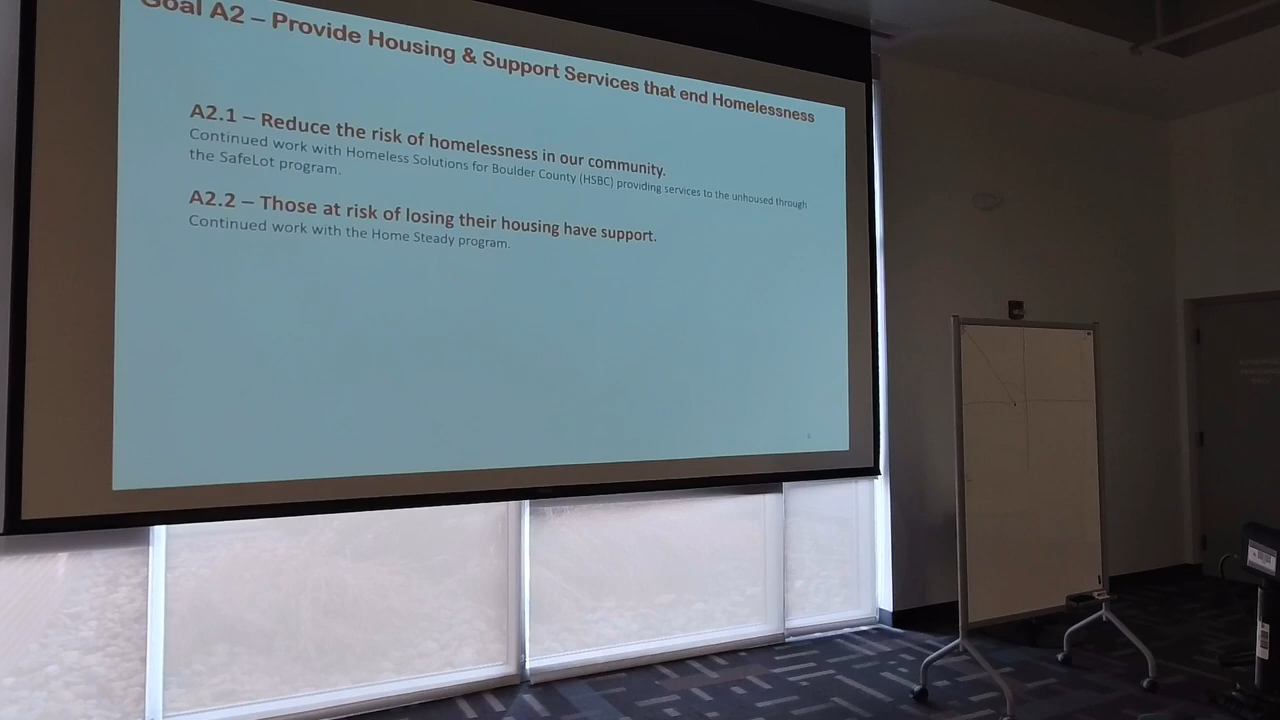 Goal A2 – Provide Housing & Support Services that end Homelessness
A2.1 – Reduce the risk of homelessness in our community.
Continued work with Homeless Solutions for Boulder County (HSBC) providing services to the unhoused through
the SafeLot program.
A2.2 – Those at risk of losing their housing have support.
Continued work with the Home Steady program.